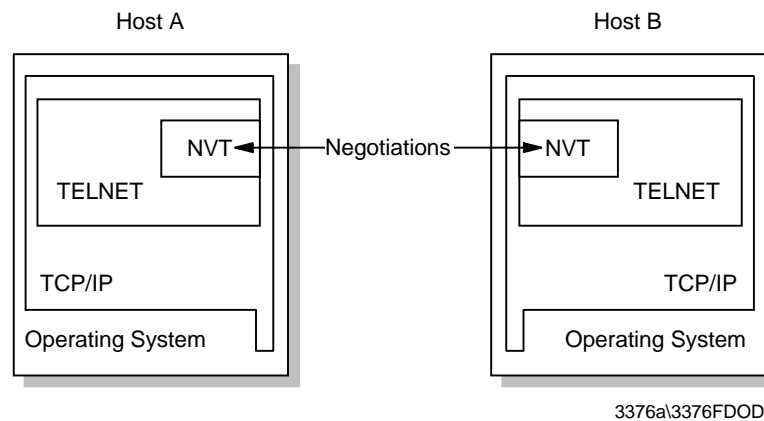 Host A
Host B
NVT
Negotiations
NVT
TELNET
TELNET
TCP/IP
TCP/IP
Operating System
Operating System
3376a\3376FDOD